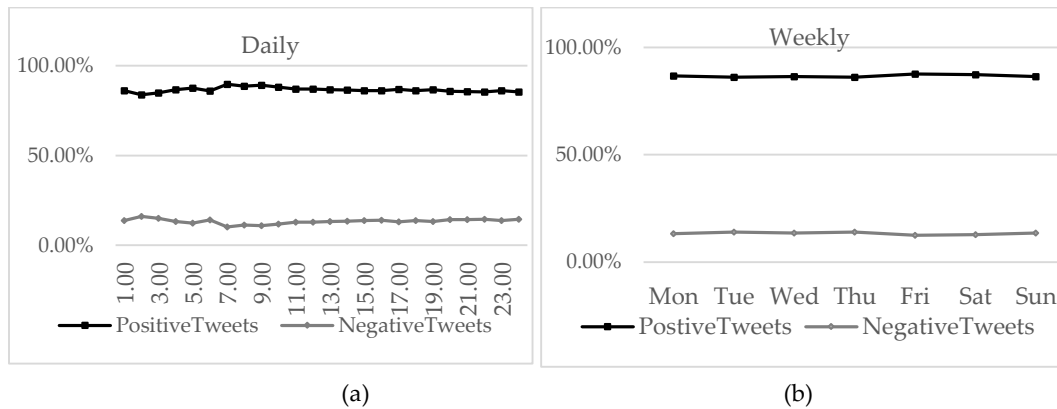 Daily
100.00%
50.00%
0.00%
1.00
3.00
5.00
7.00
9.00
11.00
13.00
15.00
17.00
19.00
21.00
23.00
PositiveTweets
NegativeTweets
(a)
Weekly
100.00%
50.00%
0.00%
Mon Tue Wed Thu Fri Sat Sun
PostiveTweets
NegativeTweets
(b)